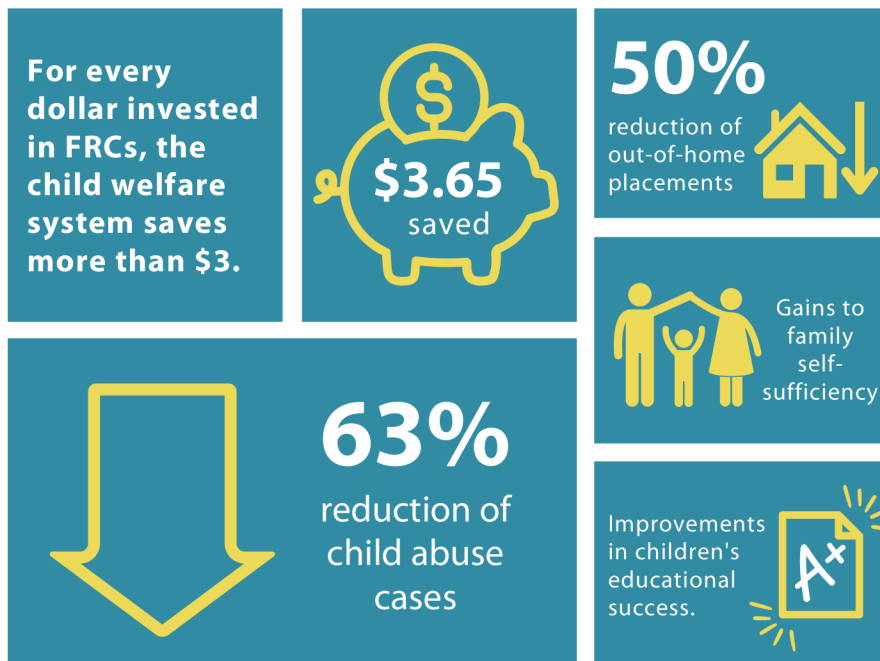 For every
dollar invested
in FRCs, the
child welfare
system saves
more than $3.
$
$3.65
saved
50%
reduction of
out-of-home
placements
Gains to
family
self-
sufficiency
63%
reduction of
child abuse
cases
Improvements
in children's
educational
success.
A+